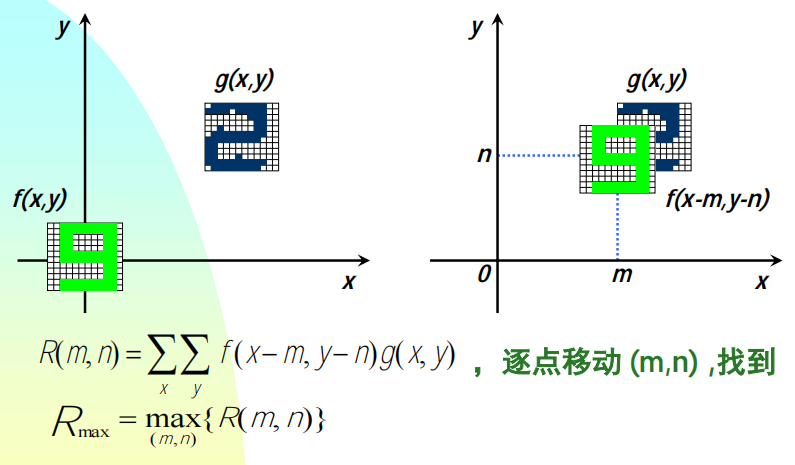 y
g(x,y)
f(x,y)
x
y
g(x,y)
n
f(x-m,y-n)
0
m
x
R(m,n)=∑∑f(x-m,y-n)g(x,y) ，逐点移动(m,n) ,找到
x y
Rmax = max{R(m,n)}
(m,n)